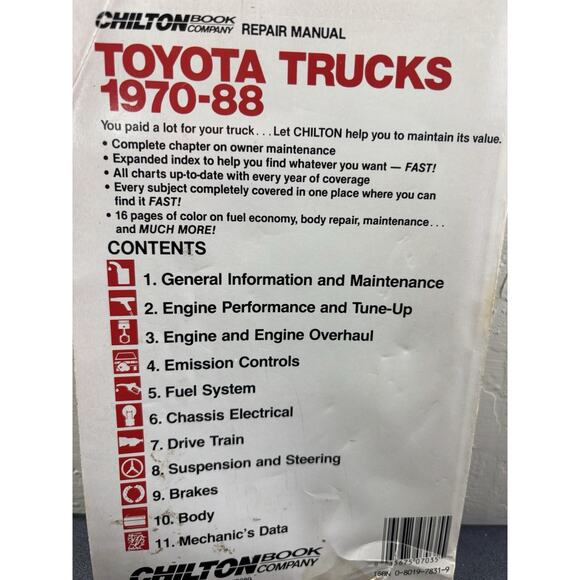 CHILTON BOOK COMPANY REPAIR MANUAL
TOYOTA TRUCKS
1970-88
You paid a lot for your truck... Let CHILTON help you to maintain its value.
• Complete chapter on owner maintenance
• Expanded index to help you find whatever you want — FAST!
• All charts up-to-date with every year of coverage
• Every subject completely covered in one place where you can
find it FAST!
• 16 pages of color on fuel economy, body repair, maintenance...
and MUCH MORE!
CONTENTS
1. General Information and Maintenance
2. Engine Performance and Tune-Up
3. Engine and Engine Overhaul
4. Emission Controls
5. Fuel System
6. Chassis Electrical
7. Drive Train
8. Suspension and Steering
9. Brakes
10. Body
11. Mechanic's Data
CHILTON BOOK COMPANY
ISBN 0-8019-7831-9